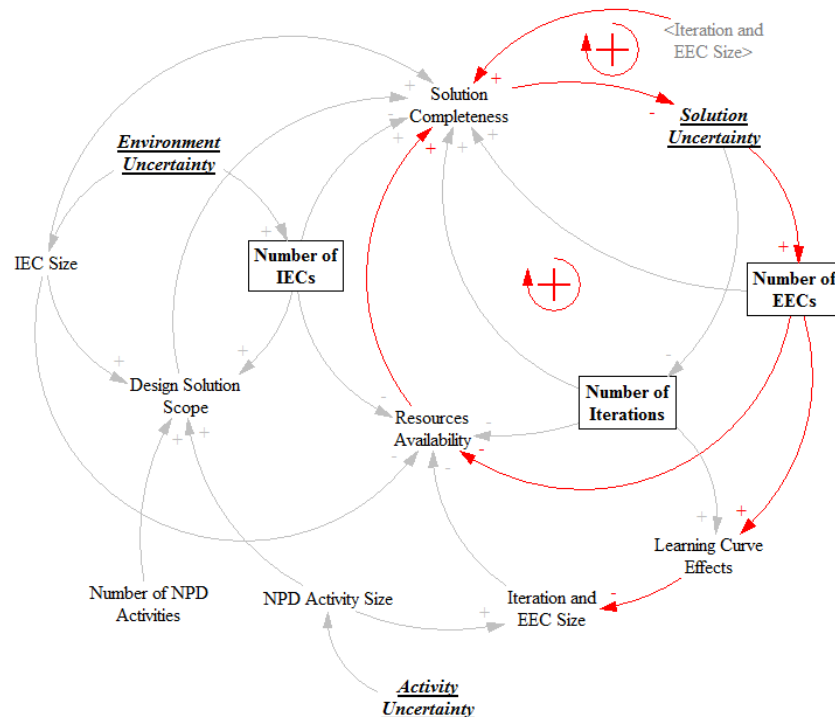 <Iteration and
EEC Size>
Solution
Completeness
Solution
Uncertainty
Environment
Uncertainty
IEC Size
Number of
IECs
Number of
EECs
Design Solution
Scope
Resources
Availability
Number of
Iterations
Learning Curve
Effects
Number of NPD
Activities
NPD Activity Size
Iteration and
EEC Size
Activity
Uncertainty